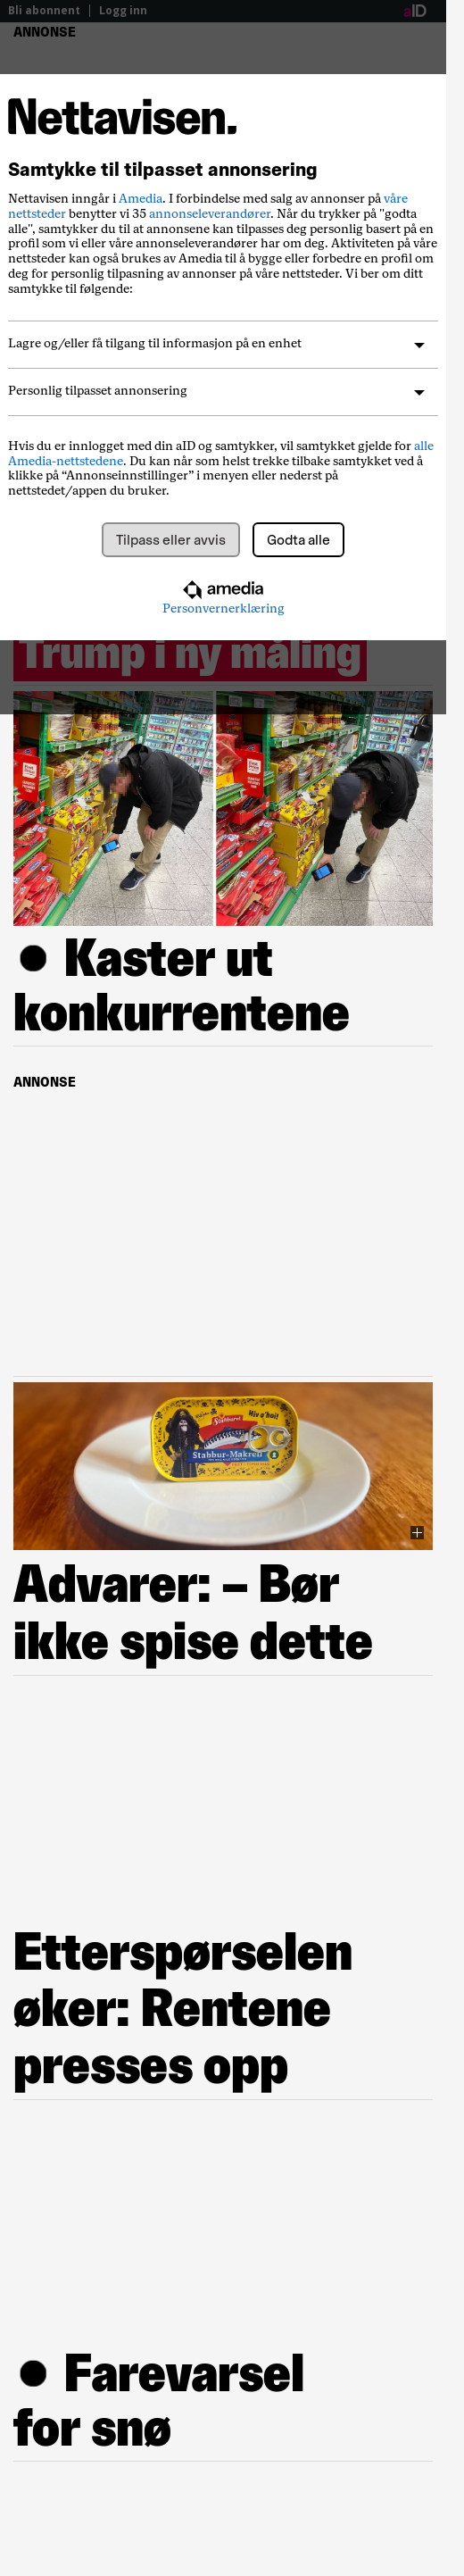 Bli abonnent
Logg inn
aID
ANNONSE
Nettavisen.
Samtykke til tilpasset annonsering
Nettavisen inngår i Amedia. I forbindelse med salg av annonser på våre
nettsteder benytter vi 35 annonseleverandører. Når du trykker på "godta
alle", samtykker du til at annonsene kan tilpasses deg personlig basert på en
profil som vi eller våre annonseleverandører har om deg. Aktiviteten på våre
nettsteder kan også brukes av Amedia til å bygge eller forbedre en profil om
deg for personlig tilpasning av annonser på våre nettsteder. Vi ber om ditt
samtykke til følgende:
Lagre og/eller få tilgang til informasjon på en enhet
Personlig tilpasset annonsering
Hvis du er innlogget med din aID og samtykker, vil samtykket gjelde for alle
Amedia-nettstedene. Du kan når som helst trekke tilbake samtykket ved å
klikke på “Annonseinnstillinger” i menyen eller nederst på
nettstedet/appen du bruker.
Tilpass eller avvis
Godta alle
amedia
Personvernerklæring
Trump i ny måling
Kaster ut
konkurrentene
ANNONSE
Stabburet
Stabbur-Makrell
Advarer: – Bør
ikke spise dette
Etterspørselen
øker: Rentene
presses opp
Farevarsel
for snø